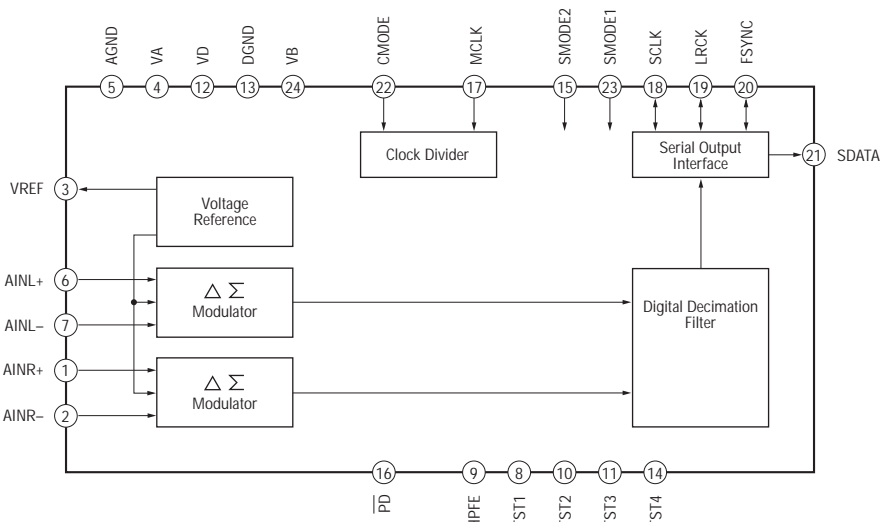 AGND
VA
VD
DGND
VB
CMODE
MCLK
SMODE2
SMODE1
SCLK
LRCK
FSYNC
5
4
12
13
24
22
17
15
23
18
19
20
Clock Divider
Serial Output
Interface
21
SDATA
VREF
3
Voltage
Reference
AINL+
6
Δ Σ
Modulator
AINL–
7
Digital Decimation
Filter
AINR+
1
Δ Σ
Modulator
AINR–
2
16
9
8
10
11
14
PD